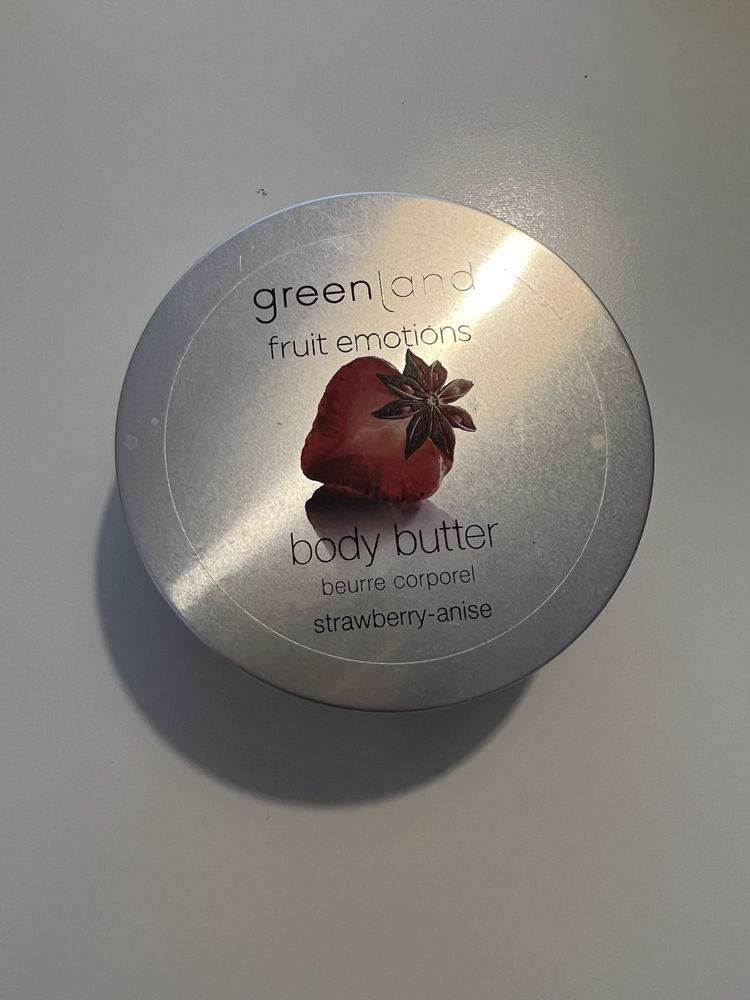 greenland
fruit emotions
body butter
beurre corporel
strawberry-anise